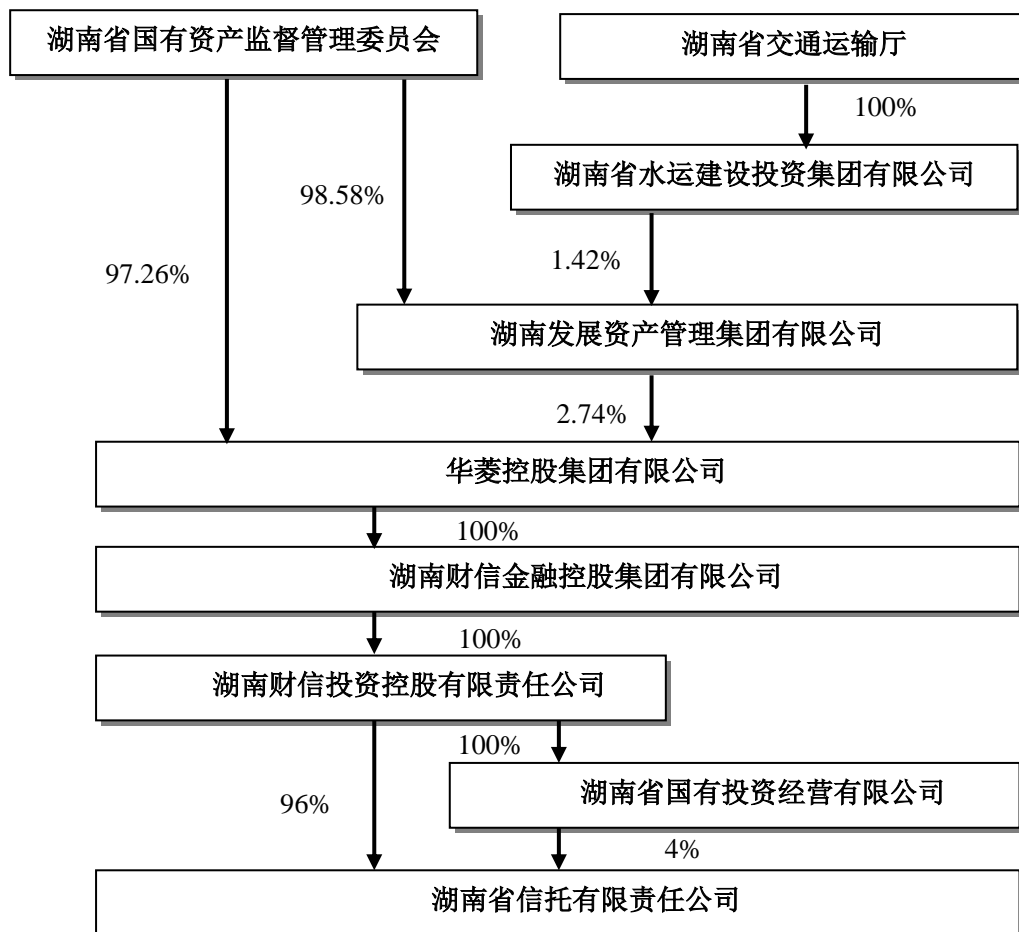 湖南省国有资产监督管理委员会
湖南省交通运输厅
100%
湖南省水运建设投资集团有限公司
98.58%
1.42%
97.26%
湖南发展资产管理集团有限公司
2.74%
华菱控股集团有限公司
100%
湖南财信金融控股集团有限公司
100%
湖南财信投资控股有限责任公司
100%
湖南省国有投资经营有限公司
96%
4%
湖南省信托有限责任公司